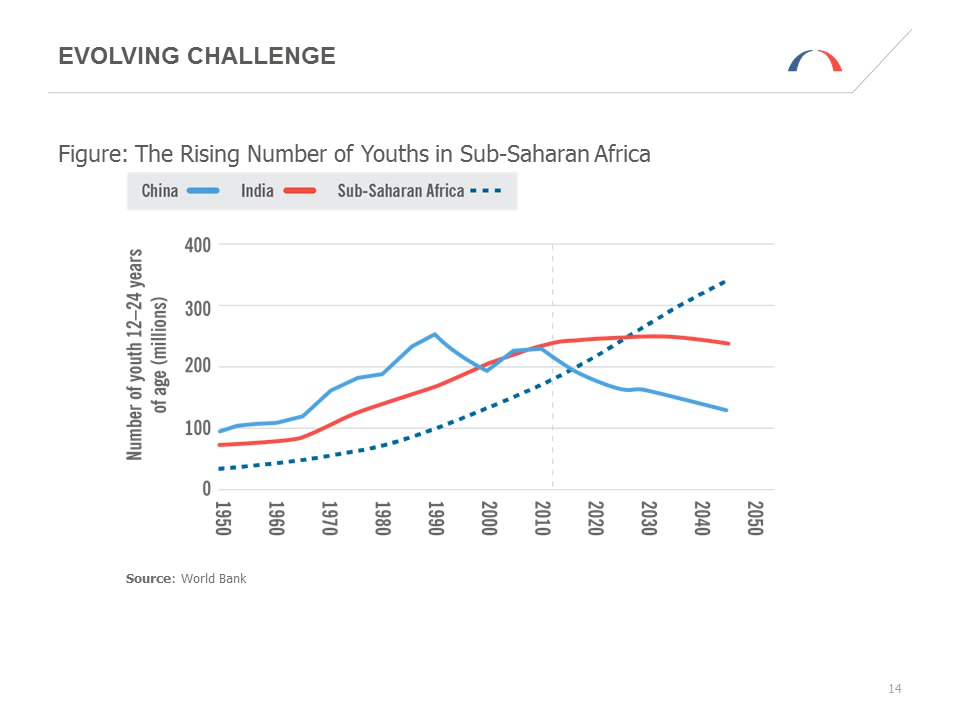 EVOLVING CHALLENGE
Figure: The Rising Number of Youths in Sub-Saharan Africa
China India Sub-Saharan Africa
Number of youth 12–24 years
of age (millions)
400
300
200
100
0
1950 1960 1970 1980 1990 2000 2010 2020 2030 2040 2050
Source: World Bank
14